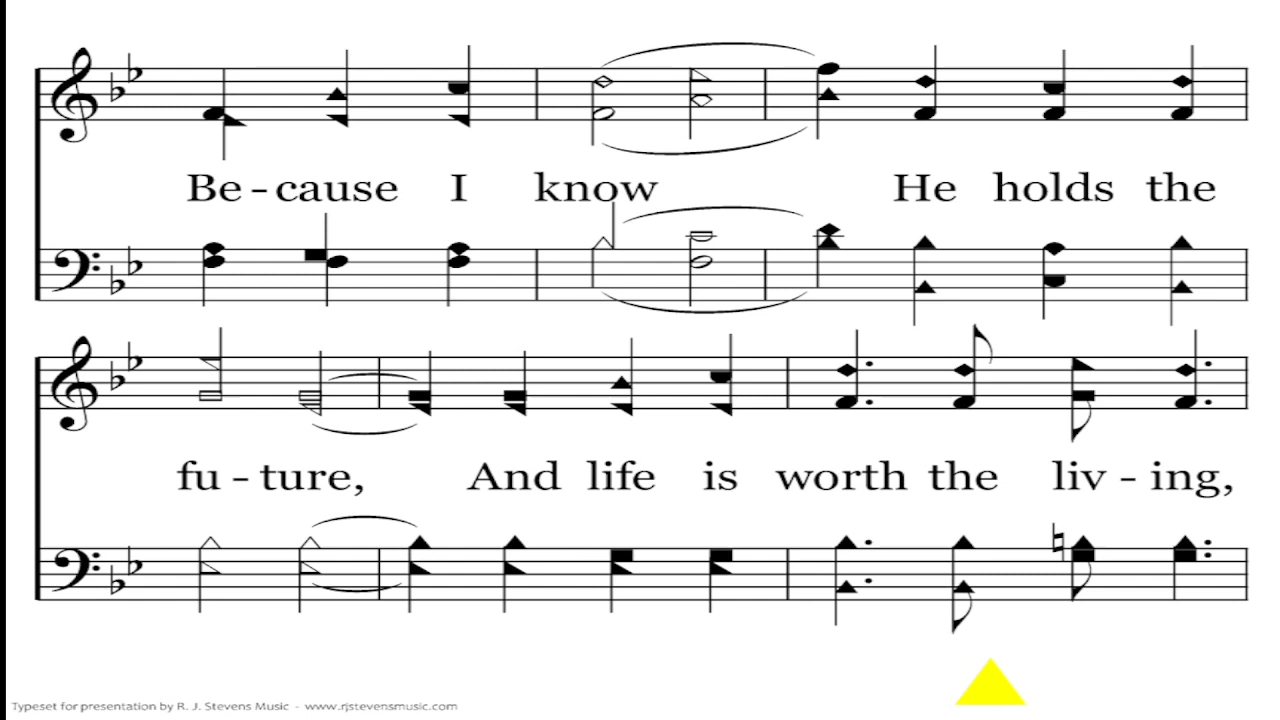 Be - cause I know He holds the
fu - ture, And life is worth the liv - ing,
Typeset for presentation by R. J. Stevens Music - www.rjstevensmusic.com